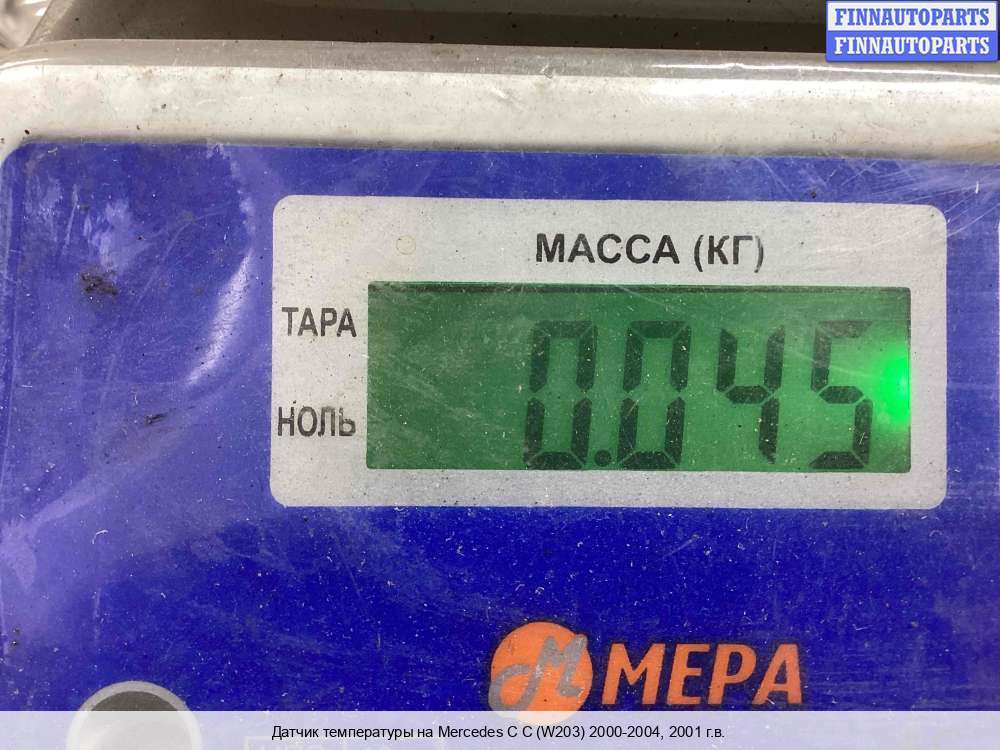 FINNAUTOPARTS
FINNAUTOPARTS
МАССА (КГ)
ТАРА
0.045
НОЛЬ
МЕРА
Датчик температуры на Mercedes C C (W203) 2000-2004, 2001 г.в.